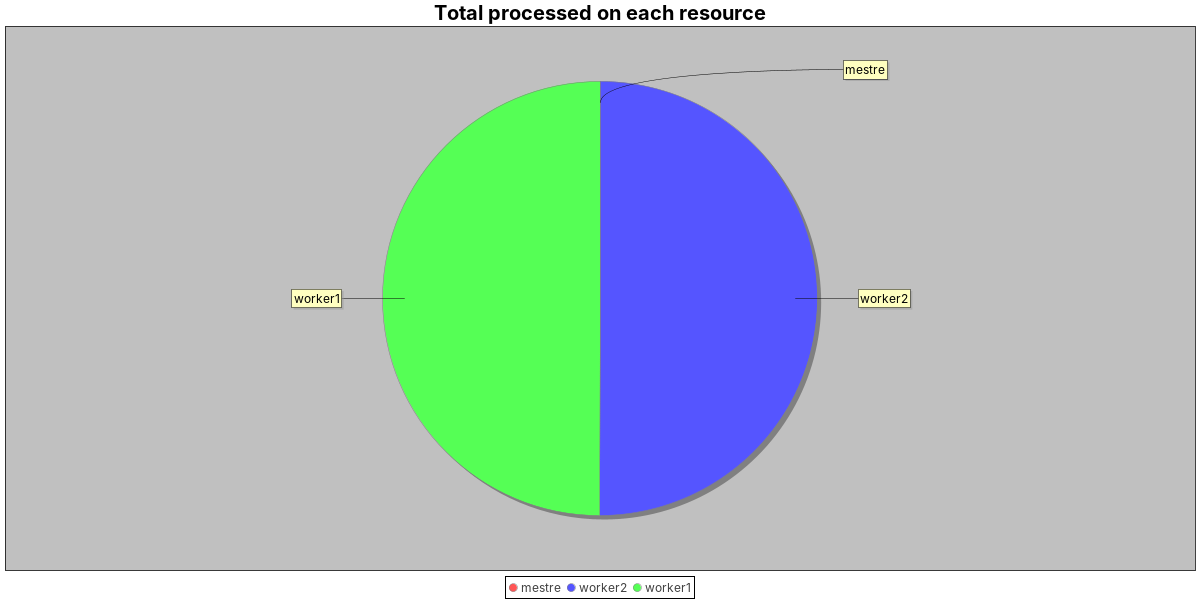 Total processed on each resource
mestre
worker1
worker2
mestre worker2 worker1